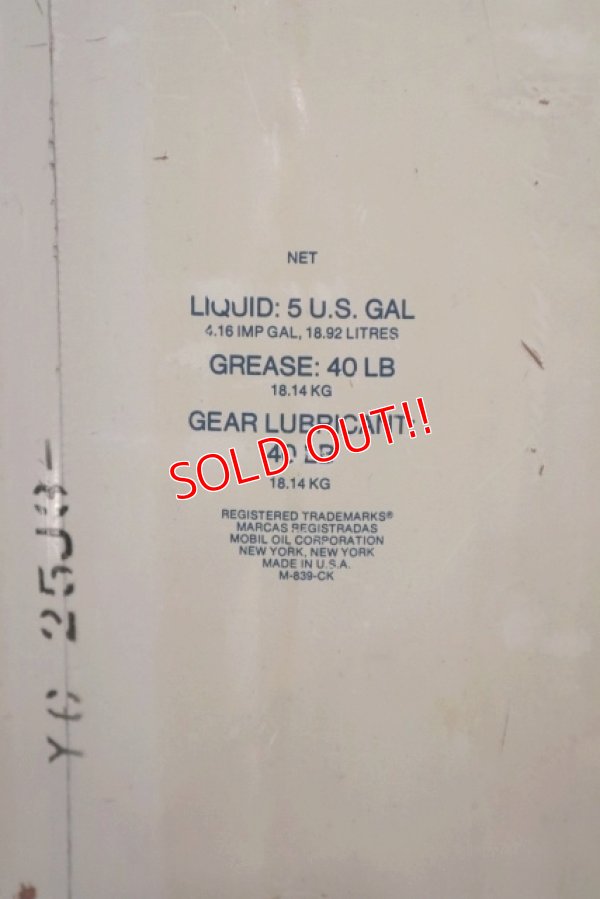 NET
LIQUID: 5 U.S. GAL
4.16 IMP GAL, 18.92 LITRES
GREASE: 40 LB
18.14 KG
GEAR LUBRICANT:
40 LB
18.14 KG
SOLD OUT!!
REGISTERED TRADEMARKS®
MARCAS REGISTRADAS
MOBIL OIL CORPORATION
NEW YORK, NEW YORK
MADE IN U.S.A.
M-839-CK